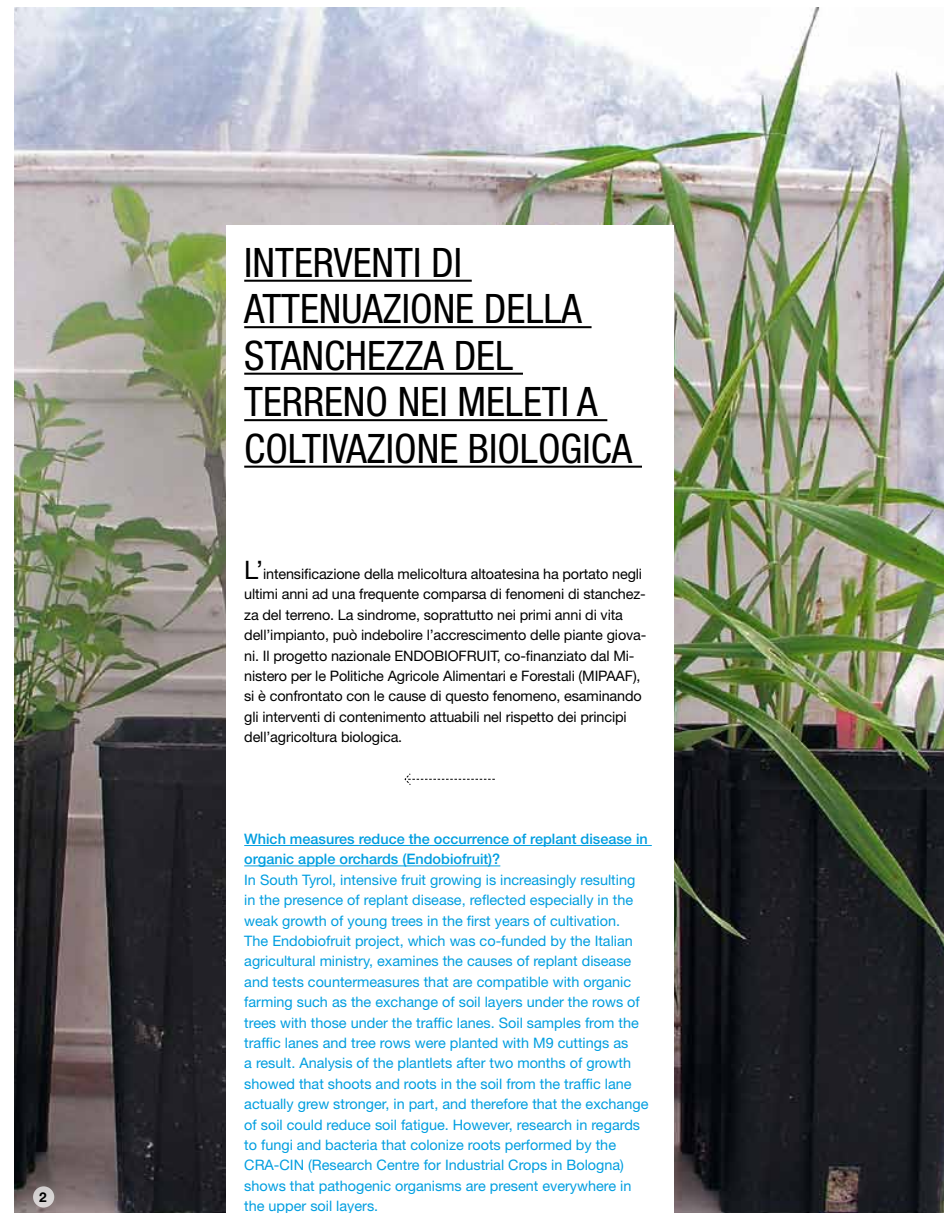 INTERVENTI DI
ATTENUAZIONE DELLA
STANCHEZZA DEL
TERRENO NEI MELETI A
COLTIVAZIONE BIOLOGICA
L'intensificazione della melicoltura altoatesina ha portato negli
ultimi anni ad una frequente comparsa di fenomeni di stanchez-
za del terreno. La sindrome, soprattutto nei primi anni di vita
dell'impianto, può indebolire l'accrescimento delle piante giova-
ni. Il progetto nazionale ENDOBIOFRUIT, co-finanziato dal Mi-
nistero per le Politiche Agricole Alimentari e Forestali (MIPAAF),
si è confrontato con le cause di questo fenomeno, esaminando
gli interventi di contenimento attuabili nel rispetto dei principi
dell'agricoltura biologica.
Which measures reduce the occurrence of replant disease in
organic apple orchards (Endobiofruit)?
In South Tyrol, intensive fruit growing is increasingly resulting
in the presence of replant disease, reflected especially in the
weak growth of young trees in the first years of cultivation.
The Endobiofruit project, which was co-funded by the Italian
agricultural ministry, examines the causes of replant disease
and tests countermeasures that are compatible with organic
farming such as the exchange of soil layers under the rows of
trees with those under the traffic lanes. Soil samples from the
traffic lanes and tree rows were planted with M9 cuttings as
a result. Analysis of the plantlets after two months of growth
showed that shoots and roots in the soil from the traffic lane
actually grew stronger, in part, and therefore that the exchange
of soil could reduce soil fatigue. However, research in regards
to fungi and bacteria that colonize roots performed by the
CRA-CIN (Research Centre for Industrial Crops in Bologna)
shows that pathogenic organisms are present everywhere in
the upper soil layers.
2